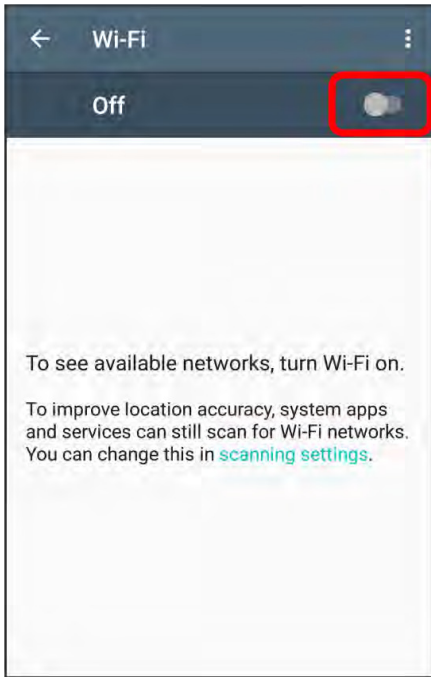 Wi-Fi
Off
To see available networks, turn Wi-Fi on.
To improve location accuracy, system apps
and services can still scan for Wi-Fi networks.
You can change this in scanning settings.